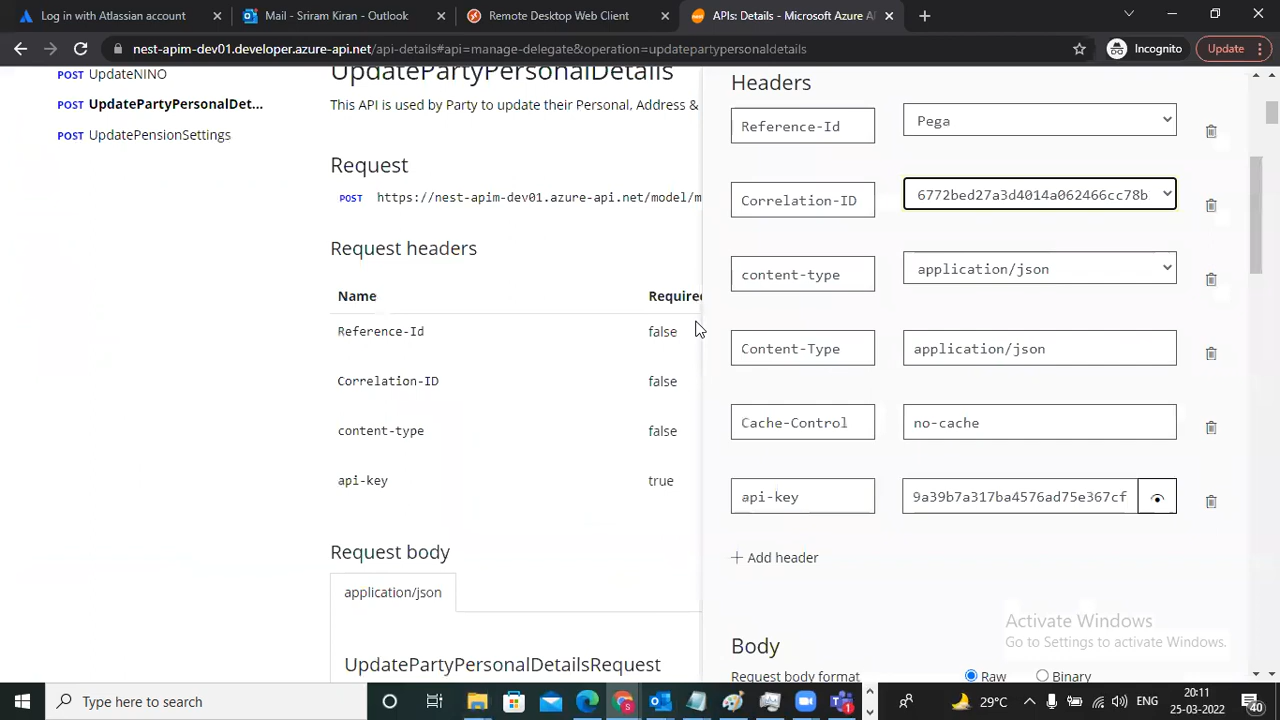 Log in with Atlassian account
Mail - Sriram Kiran - Outlook
Remote Desktop Web Client
APIs: Details - Microsoft Azure AI
Incognito
Update
nest-apim-dev01.developer.azure-api.net/api-details#api=manage-delegate&operation=updatepartypersonaldetails
POST UpdateNINO
POST UpdatePartyPersonalDet...
POST UpdatePensionSettings
UpdatePartyPersonalDetails
This API is used by Party to update their Personal, Address &
Request
POST https://nest-apim-dev01.azure-api.net/model/m
Request headers
Name Required
Reference-Id false
Correlation-ID false
content-type false
api-key true
Request body
application/json
UpdatePartyPersonalDetailsRequest
Headers
Reference-Id Pega
Correlation-ID 6772bed27a3d4014a062466cc78b
content-type application/json
Content-Type application/json
Cache-Control no-cache
api-key 9a39b7a317ba4576ad75e367cf
+ Add header
Body
Request body format Raw Binary
Activate Windows
Go to Settings to activate Windows.
Type here to search
29°C
ENG
20:11
25-03-2022
40